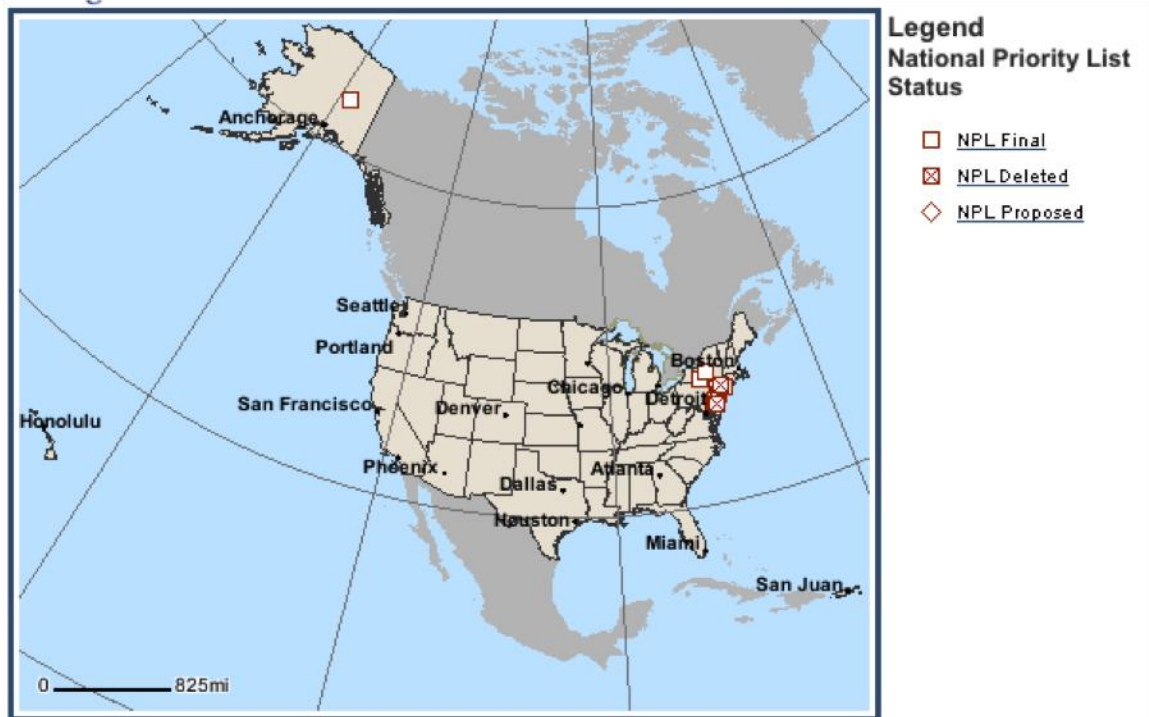 Legend
National Priority List
Status
NPL Final
NPL Deleted
NPL Proposed
Anchorage
Seattle
Portland
Boston
Chicago
Detroit
San Francisco
Denver
Honolulu
Phoenix
Atlanta
Dallas
Houston
Miami
San Juan
0 825mi